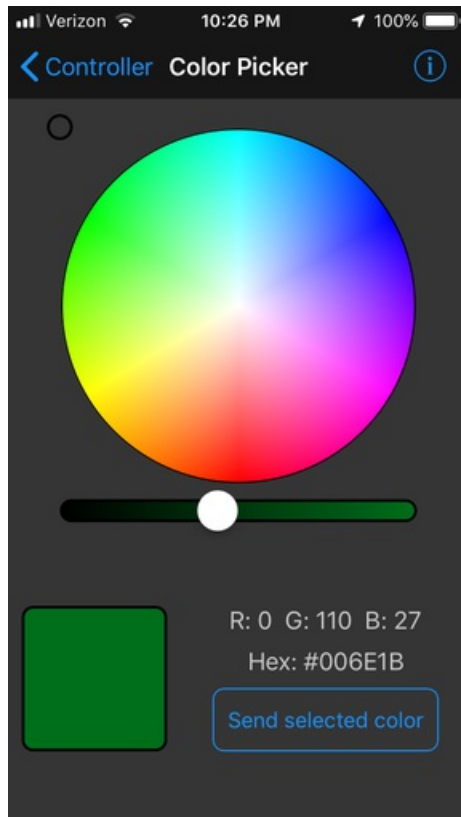 Verizon 10:26 PM 100%
Controller Color Picker i
R: 0 G: 110 B: 27
Hex: #006E1B
Send selected color